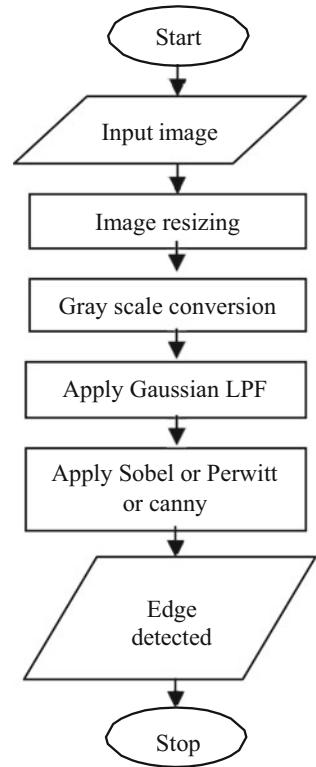 Start
Input image
Image resizing
Gray scale conversion
Apply Gaussian LPF
Apply Sobel or Perwitt
or canny
Edge
detected
Stop